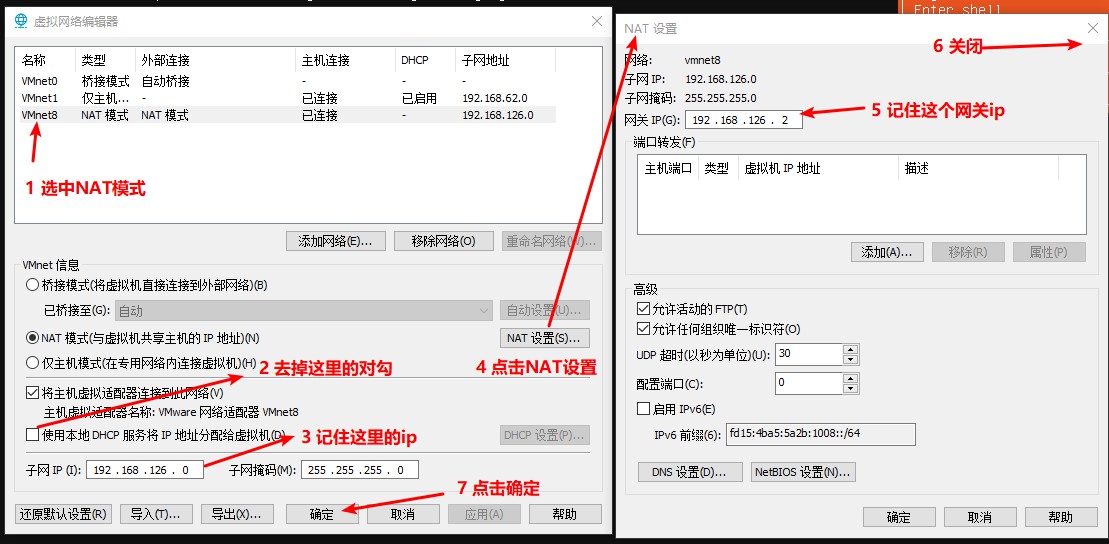 Enter shell
虚拟网络编辑器
名称 类型 外部连接 主机连接 DHCP 子网地址
VMnet0 桥接模式 自动桥接 - - -
VMnet1 仅主机... - 已连接 已启用 192.168.62.0
VMnet8 NAT 模式 NAT 模式 已连接 - 192.168.126.0
1 选中NAT模式
添加网络(E)... 移除网络(O) 重命名网络(W)...
VMnet 信息
桥接模式(将虚拟机直接连接到外部网络)(B)
已桥接至(G): 自动 自动设置(U)...
NAT 模式(与虚拟机共享主机的 IP 地址)(N) NAT 设置(S)...
仅主机模式(在专用网络内连接虚拟机)(H)
2 去掉这里的对勾
4 点击NAT设置
将主机虚拟适配器连接到此网络(V)
主机虚拟适配器名称: VMware 网络适配器 VMnet8
使用本地 DHCP 服务将 IP 地址分配给虚拟机(D) DHCP 设置(P)...
3 记住这里的ip
子网 IP (I): 192 . 168 . 126 . 0 子网掩码(M): 255 . 255 . 255 . 0
7 点击确定
还原默认设置(R) 导入(T)... 导出(X)... 确定 取消 应用(A) 帮助
NAT 设置
6 关闭
网络: vmnet8
子网 IP: 192.168.126.0
子网掩码: 255.255.255.0
网关 IP(G): 192 . 168 . 126 . 2
5 记住这个网关ip
端口转发(F)
主机端口 类型 虚拟机 IP 地址 描述
添加(A)... 移除(R) 属性(P)
高级
允许活动的 FTP(T)
允许任何组织唯一标识符(O)
UDP 超时(以秒为单位)(U): 30
配置端口(C): 0
启用 IPv6(E)
IPv6 前缀(6): fd15:4ba5:5a2b:1008::/64
DNS 设置(D)... NetBIOS 设置(N)...
确定 取消 帮助